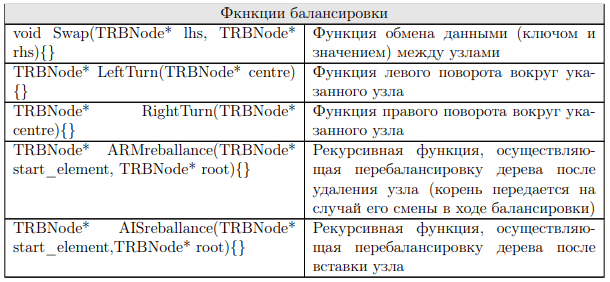 Фкнкции балансировки
void Swap(TRBNode* lhs, TRBNode*
rhs){}
Функция обмена данными (ключом и
значением) между узлами
TRBNode* LeftTurn(TRBNode* centre)
{}
Функция левого поворота вокруг ука-
занного узла
TRBNode* RightTurn(TRBNode*
centre){}
Функция правого поворота вокруг ука-
занного узла
TRBNode* ARMreballance(TRBNode*
start_element, TRBNode* root){}
Рекурсивная функция, осуществляю-
щая перебалансировку дерева после
удаления узла (корень передается на
случай его смены в ходе балансировки)
TRBNode* AISreballance(TRBNode*
start_element,TRBNode* root){}
Рекурсивная функция, осуществляю-
щая перебалансировку дерева после
вставки узла